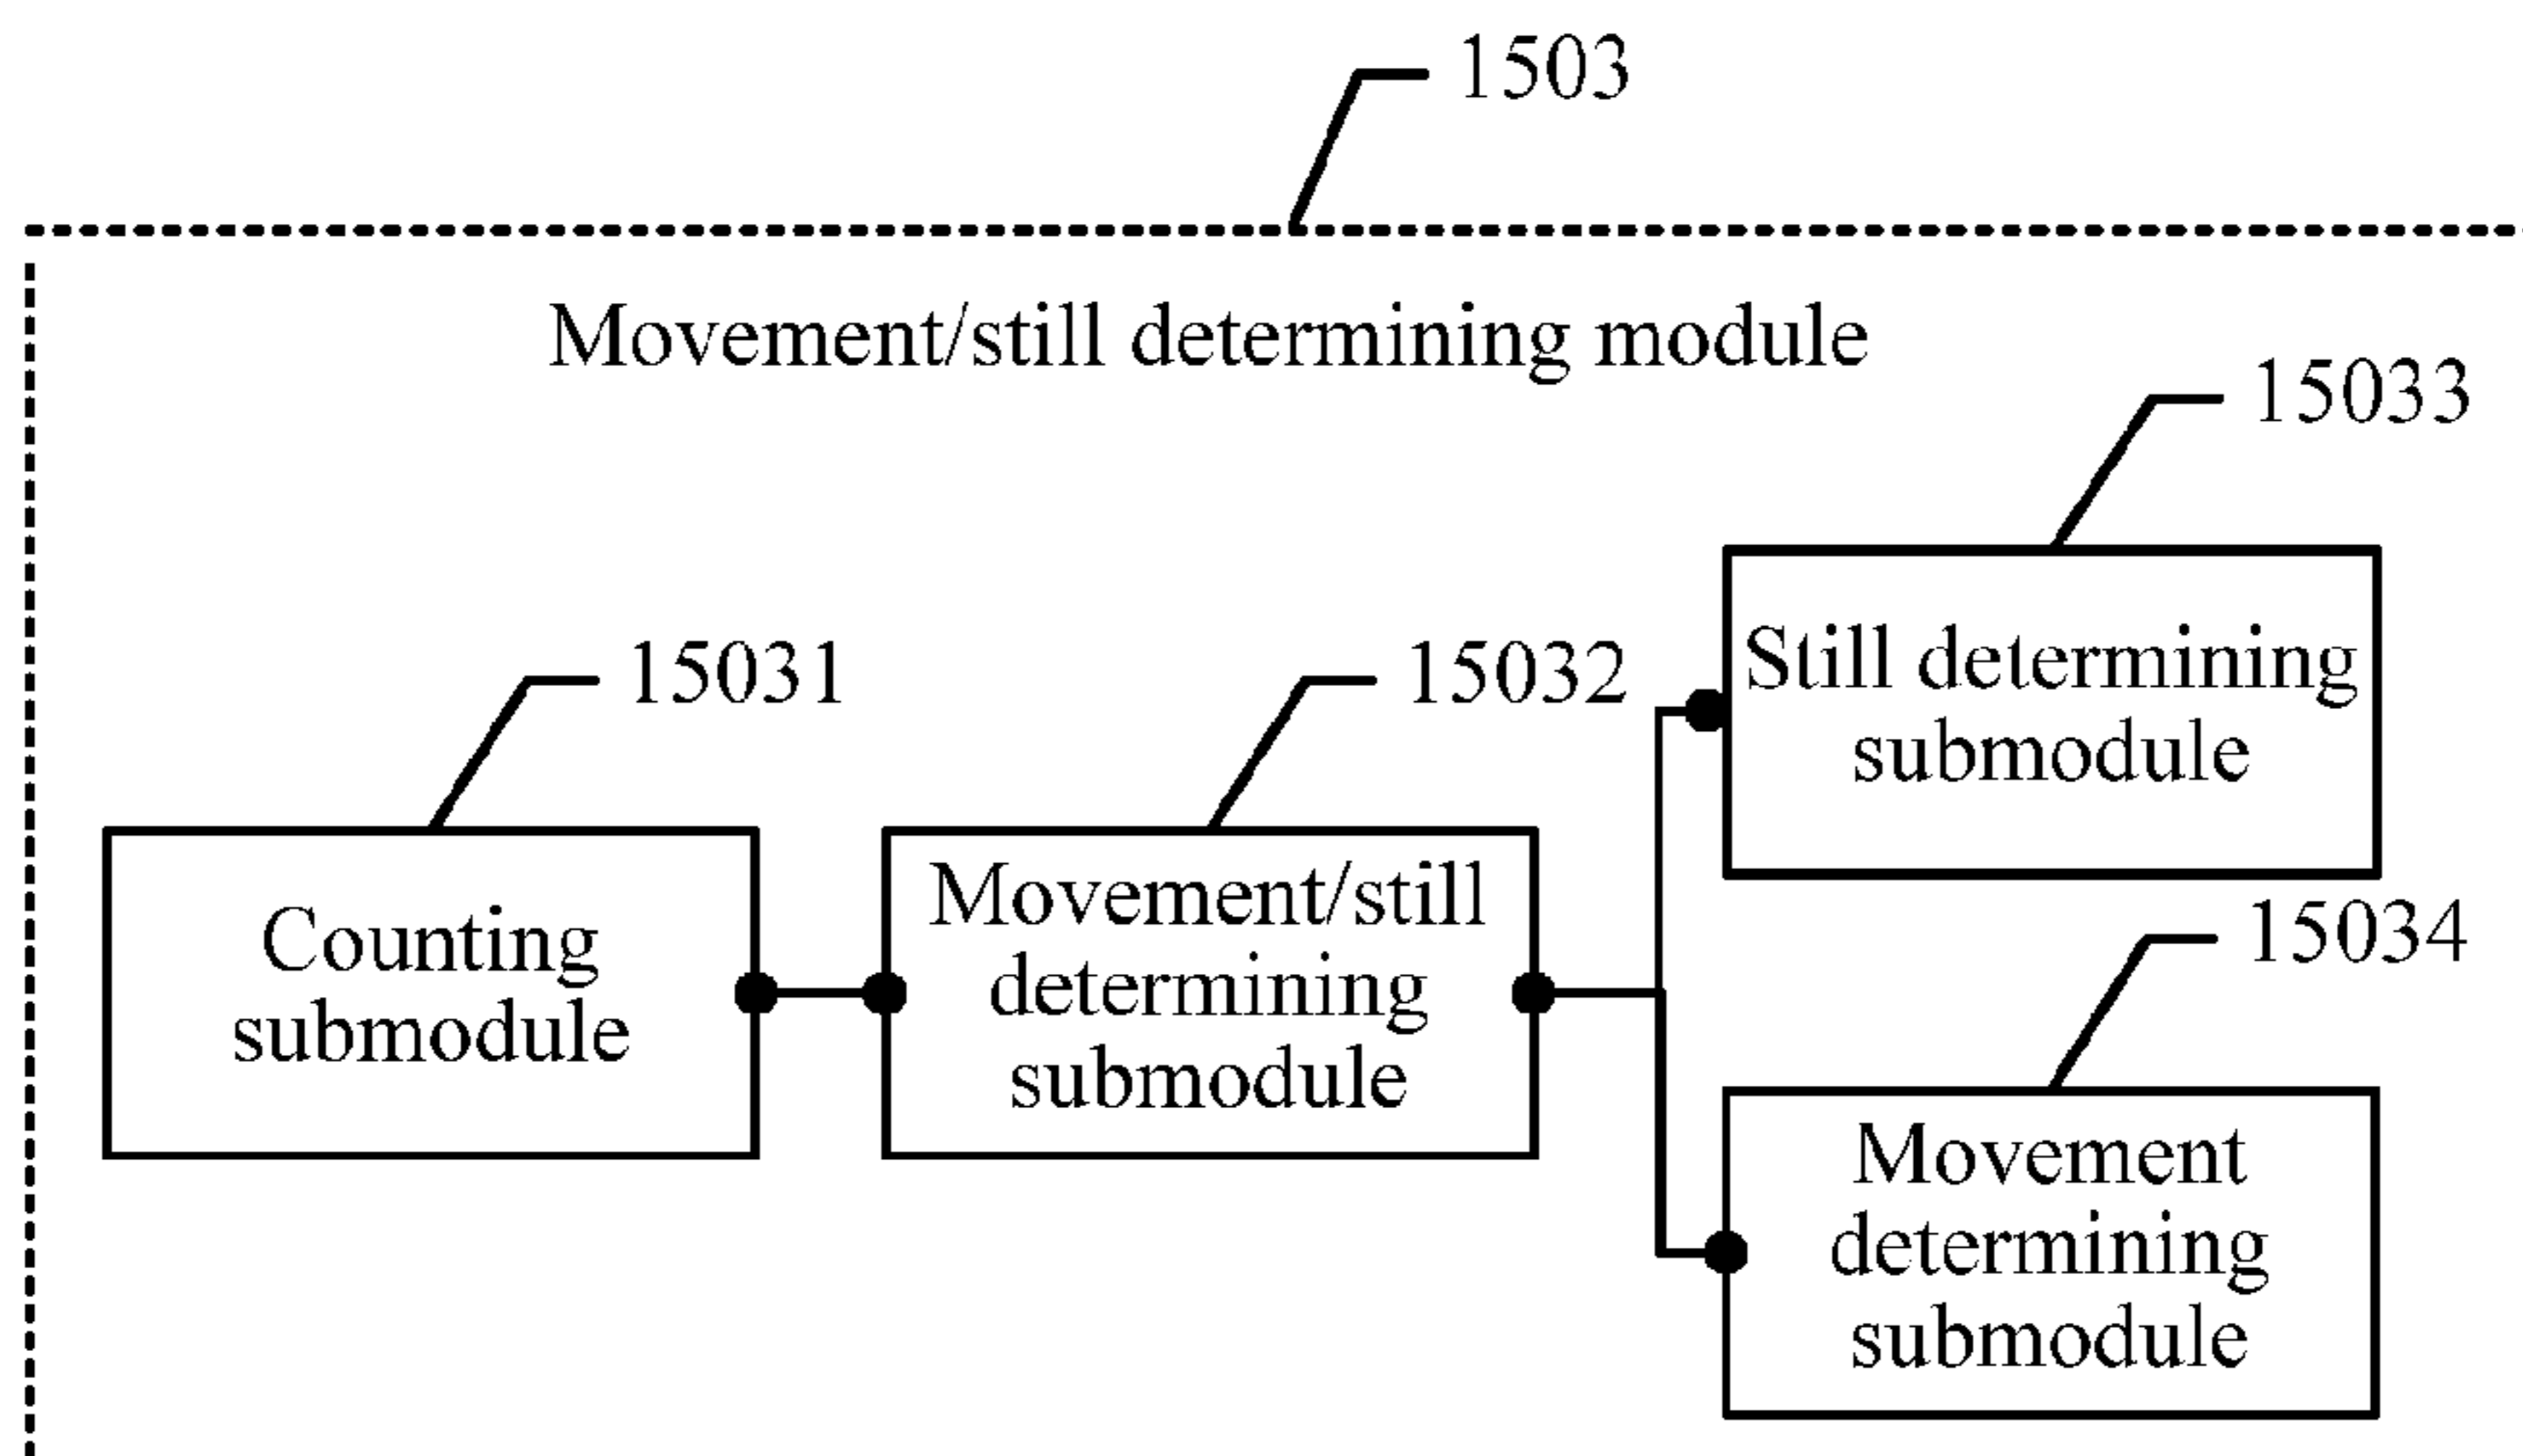 1503
Movement/still determining module
15033
Still determining
submodule
15031
15032
Counting
submodule
Movement/still
determining
submodule
15034
Movement
determining
submodule